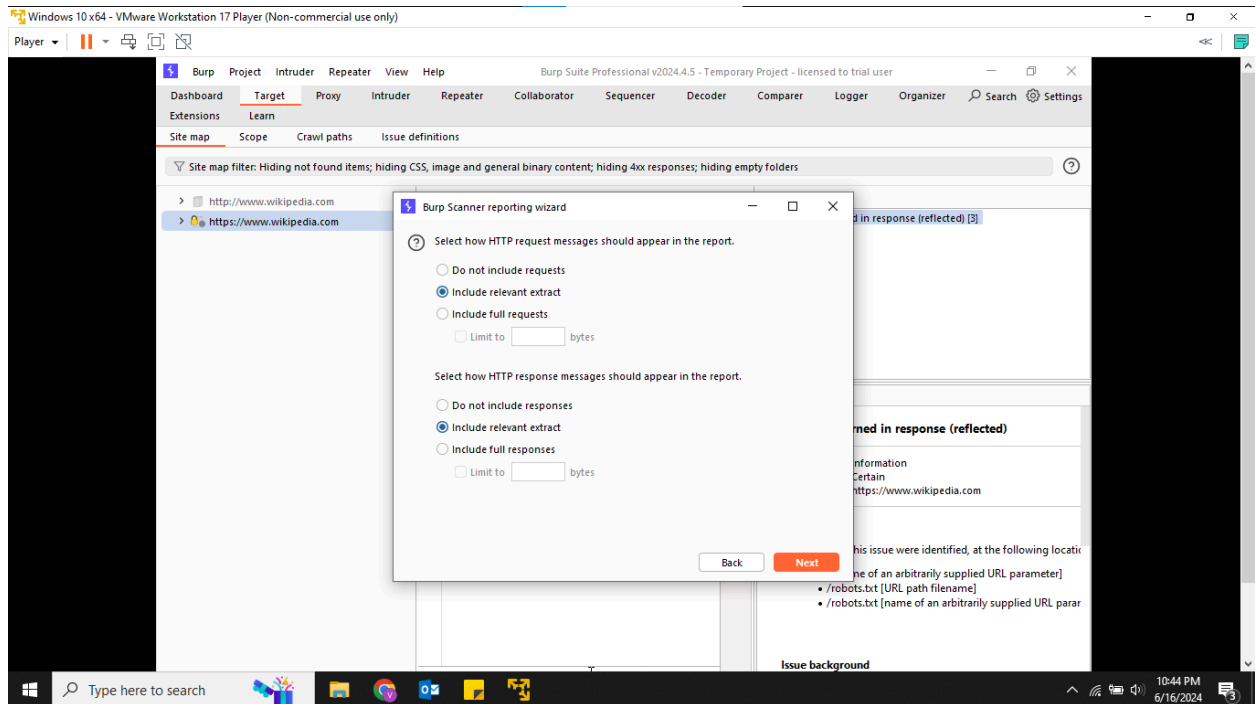 Windows 10 x64 - VMware Workstation 17 Player (Non-commercial use only)
Player
Burp Project Intruder Repeater View Help Burp Suite Professional v2024.4.5 - Temporary Project - licensed to trial user
Dashboard Target Proxy Intruder Repeater Collaborator Sequencer Decoder Comparer Logger Organizer Search Settings
Extensions Learn
Site map Scope Crawl paths Issue definitions
Site map filter: Hiding not found items; hiding CSS, image and general binary content; hiding 4xx responses; hiding empty folders
http://www.wikipedia.com
https://www.wikipedia.com
Burp Scanner reporting wizard
Select how HTTP request messages should appear in the report.
Do not include requests
Include relevant extract
Include full requests
Limit to bytes
Select how HTTP response messages should appear in the report.
Do not include responses
Include relevant extract
Include full responses
Limit to bytes
Back Next
d in response (reflected) [3]
rned in response (reflected)
nformation
Certain
https://www.wikipedia.com
his issue were identified, at the following locatic
me of an arbitrarily supplied URL parameter]
• /robots.txt [URL path filename]
• /robots.txt [name of an arbitrarily supplied URL parar
Issue background
Type here to search
10:44 PM
6/16/2024
3